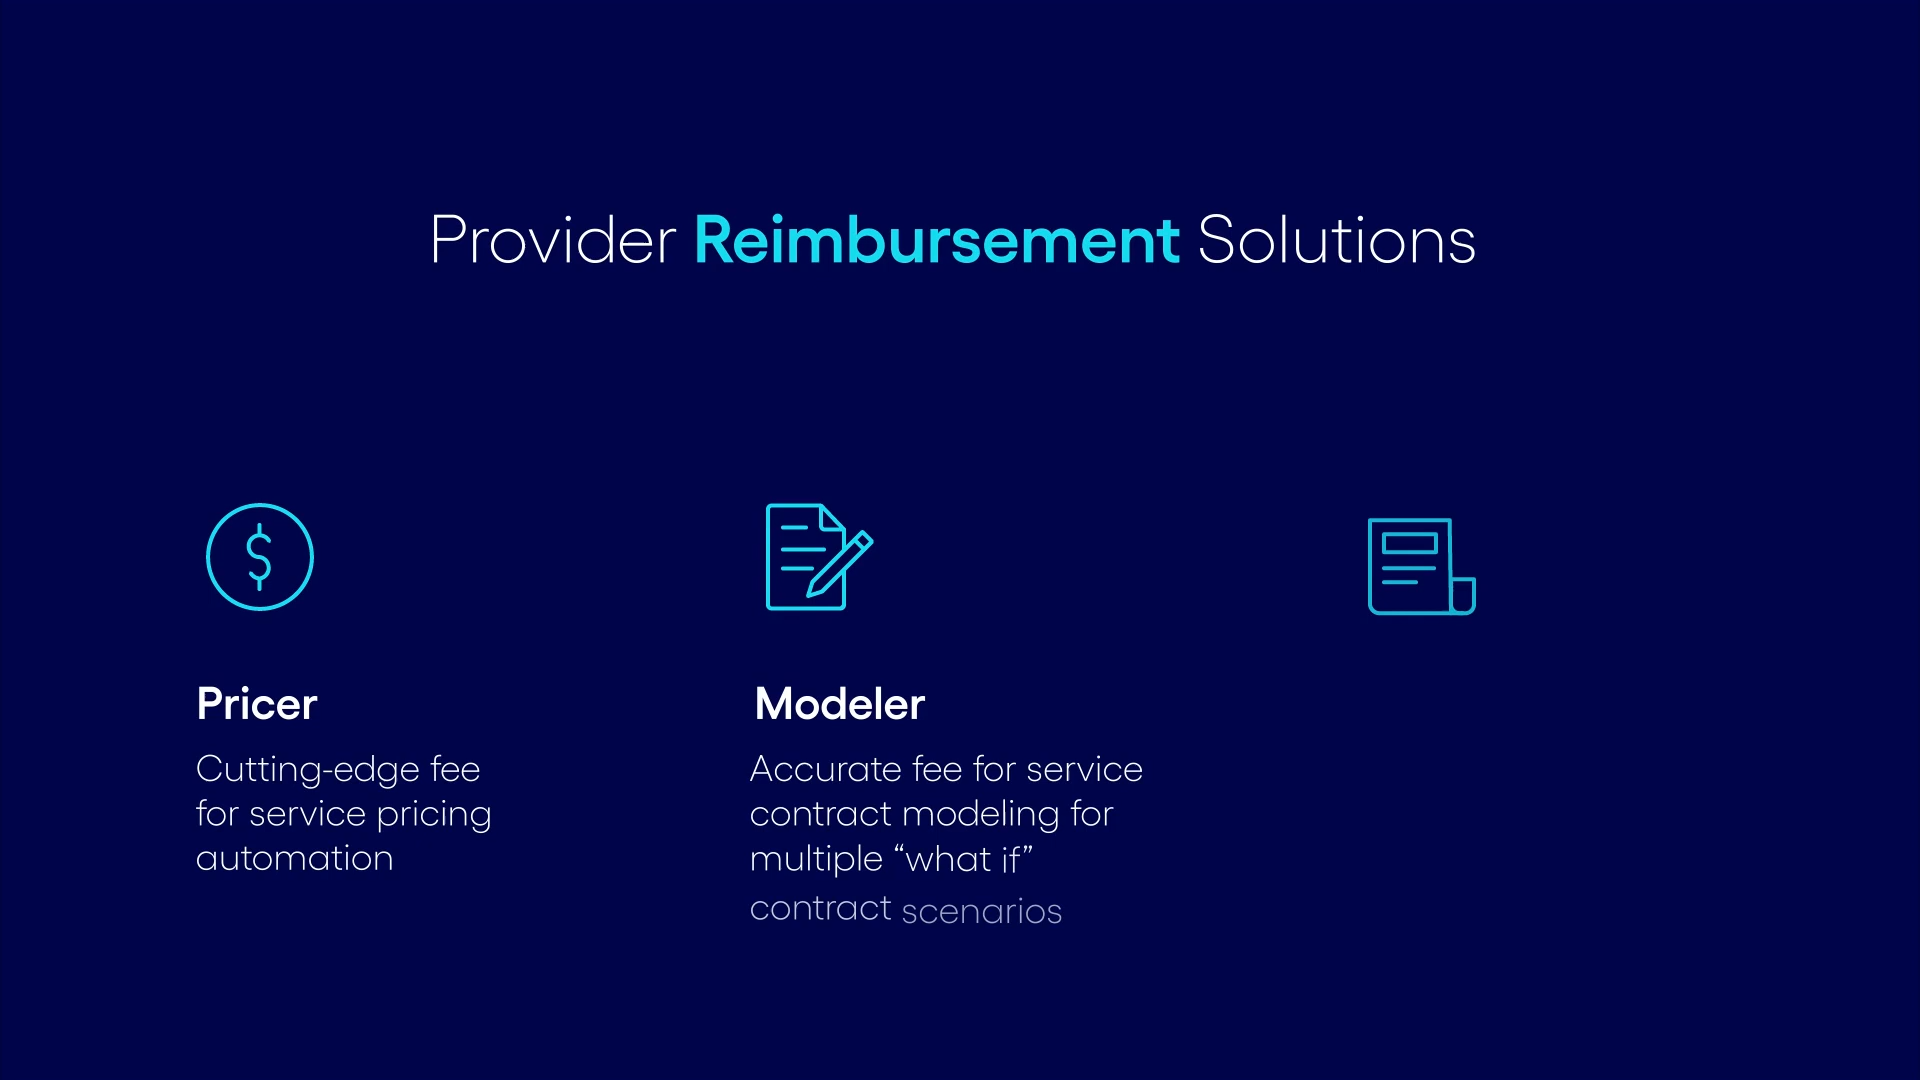 Provider Reimbursement Solutions
Pricer
Cutting-edge fee
for service pricing
automation
Modeler
Accurate fee for service
contract modeling for
multiple “what if”
contract scenarios